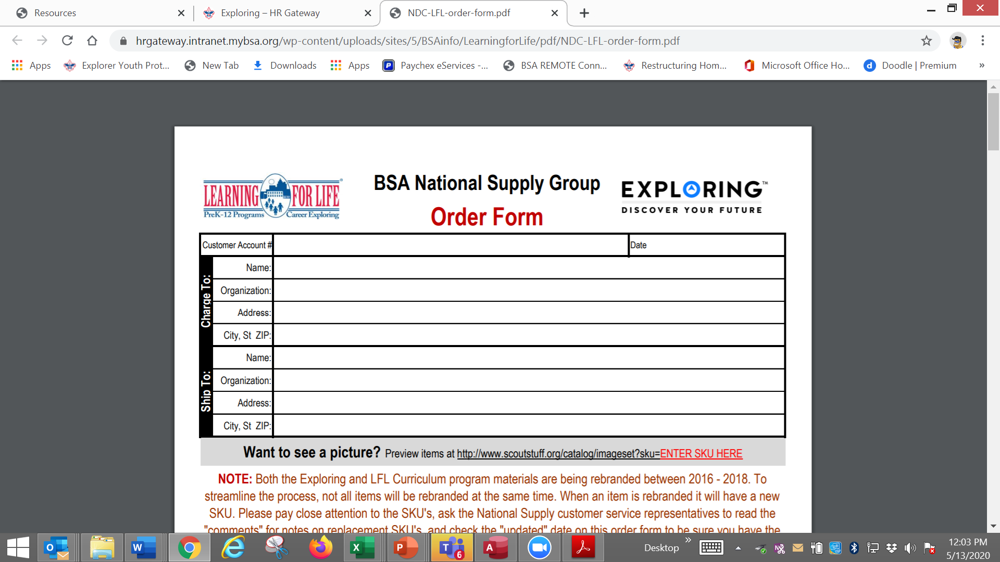 Resources
Exploring – HR Gateway
NDC-LFL-order-form.pdf
hrgateway.intranet.mybsa.org/wp-content/uploads/sites/5/BSAinfo/LearningforLife/pdf/NDC-LFL-order-form.pdf
Apps
Explorer Youth Prot...
New Tab
Downloads
Apps
Paychex eServices -...
BSA REMOTE Conn...
Restructuring Hom...
Microsoft Office Ho...
Doodle | Premium
»
LEARNING FOR LIFE®
PreK-12 Programs Career Exploring
BSA National Supply Group
Order Form
EXPLORING™
DISCOVER YOUR FUTURE
Customer Account #
Date
Charge To:
Name:
Organization:
Address:
City, St ZIP:
Ship To:
Name:
Organization:
Address:
City, St ZIP:
Want to see a picture? Preview items at http://www.scoutstuff.org/catalog/imageset?sku=ENTER SKU HERE
NOTE: Both the Exploring and LFL Curriculum program materials are being rebranded between 2016 - 2018. To
streamline the process, not all items will be rebranded at the same time. When an item is rebranded it will have a new
SKU. Please pay close attention to the SKU's, ask the National Supply customer service representatives to read the
"comments" for notes on replacement SKU's, and check the "updated" date on this order form to be sure you have the
Desktop
»
12:03 PM
5/13/2020
6